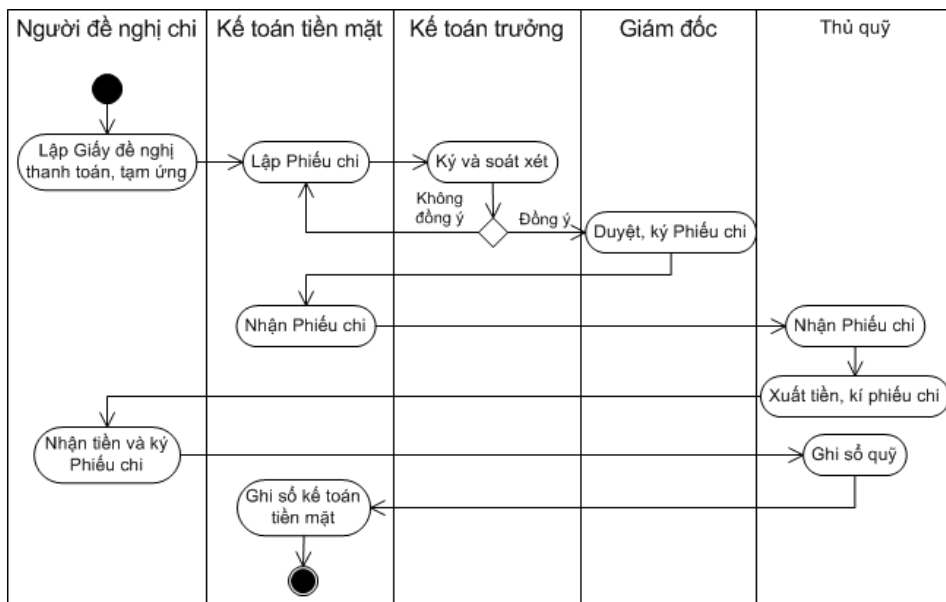 Người đề nghị chi
Kế toán tiền mặt
Kế toán trưởng
Giám đốc
Thủ quỹ
Lập Giấy đề nghị
thanh toán, tạm ứng
Lập Phiếu chi
Ký và soát xét
Không
đồng ý
Đồng ý
Duyệt, ký Phiếu chi
Nhận Phiếu chi
Nhận Phiếu chi
Xuất tiền, kí phiếu chi
Nhận tiền và ký
Phiếu chi
Ghi sổ quỹ
Ghi sổ kế toán
tiền mặt